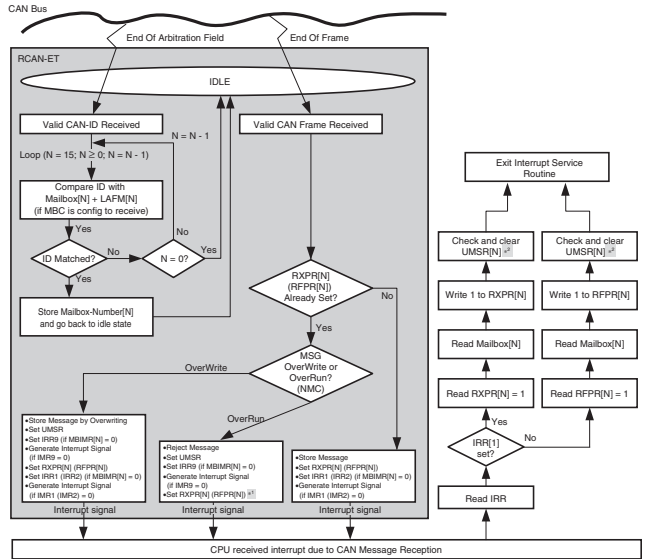 CAN Bus
End Of Arbitration Field
End Of Frame
RCAN-ET
IDLE
Valid CAN-ID Received
Valid CAN Frame Received
N = N - 1
Loop (N = 15; N ≥ 0; N = N - 1)
Compare ID with
Mailbox[N] + LAFM[N]
(if MBC is config to receive)
Yes
No
ID Matched?
No
N = 0?
Yes
Yes
Store Mailbox-Number[N]
and go back to idle state
RXPR[N]
(RFPR[N])
Already Set?
No
Yes
MSG
OverWrite or
OverRun?
(NMC)
OverWrite
OverRun
•Store Message by Overwriting
•Set UMSR
•Set IRR9 (if MBIMR[N] = 0)
•Generate Interrupt Signal
(if IMR9 = 0)
•Set RXPR[N] (RFPR[N])
•Set IRR1 (IRR2) (if MBIMR[N] = 0)
•Generate Interrupt Signal
(if IMR1 (IMR2) = 0)
•Reject Message
•Set UMSR
•Set IRR9 (if MBIMR[N] = 0)
•Generate Interrupt Signal
(if IMR9 = 0)
•Set RXPR[N] (RFPR[N]) *1
•Store Message
•Set RXPR[N] (RFPR[N])
•Set IRR1 (IRR2) (if MBIMR[N] = 0)
•Generate Interrupt Signal
(if IMR1 (IMR2) = 0)
Interrupt signal
Interrupt signal
Interrupt signal
Exit Interrupt Service
Routine
Check and clear
UMSR[N] *2
Check and clear
UMSR[N] *2
Write 1 to RXPR[N]
Write 1 to RFPR[N]
Read Mailbox[N]
Read Mailbox[N]
Read RXPR[N] = 1
Read RFPR[N] = 1
Yes
IRR[1]
set?
No
Read IRR
CPU received interrupt due to CAN Message Reception